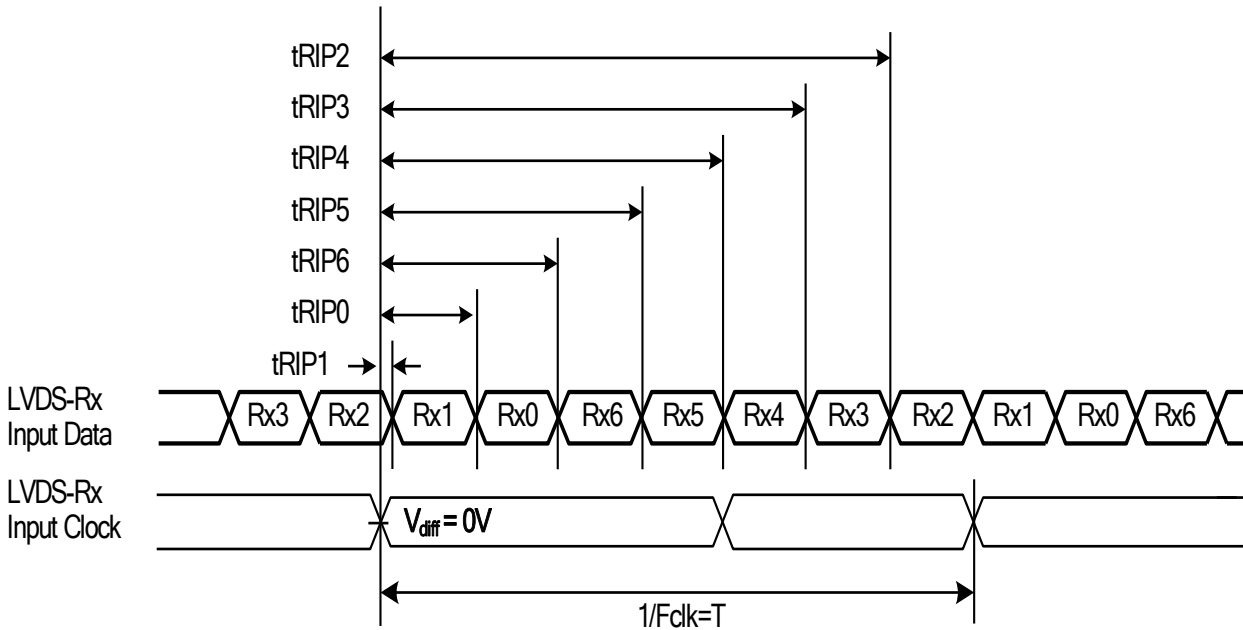 tRIP2
tRIP3
tRIP4
tRIP5
tRIP6
tRIP0
tRIP1
LVDS-Rx
Input Data
Rx3 Rx2 Rx1 Rx0 Rx6 Rx5 Rx4 Rx3 Rx2 Rx1 Rx0 Rx6
LVDS-Rx
Input Clock
Vdiff = 0V
1/Fclk=T